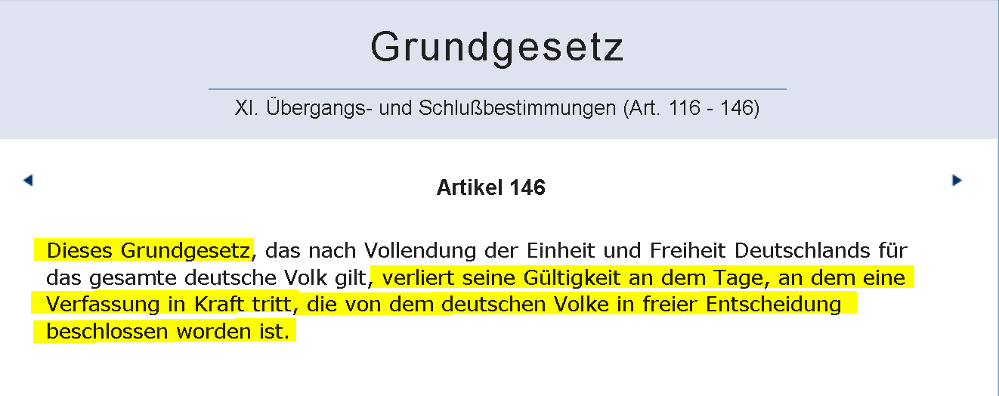 Grundgesetz
XI. Übergangs- und Schlußbestimmungen (Art. 116 - 146)
Artikel 146
Dieses Grundgesetz, das nach Vollendung der Einheit und Freiheit Deutschlands für
das gesamte deutsche Volk gilt, verliert seine Gültigkeit an dem Tage, an dem eine
Verfassung in Kraft tritt, die von dem deutschen Volke in freier Entscheidung
beschlossen worden ist.